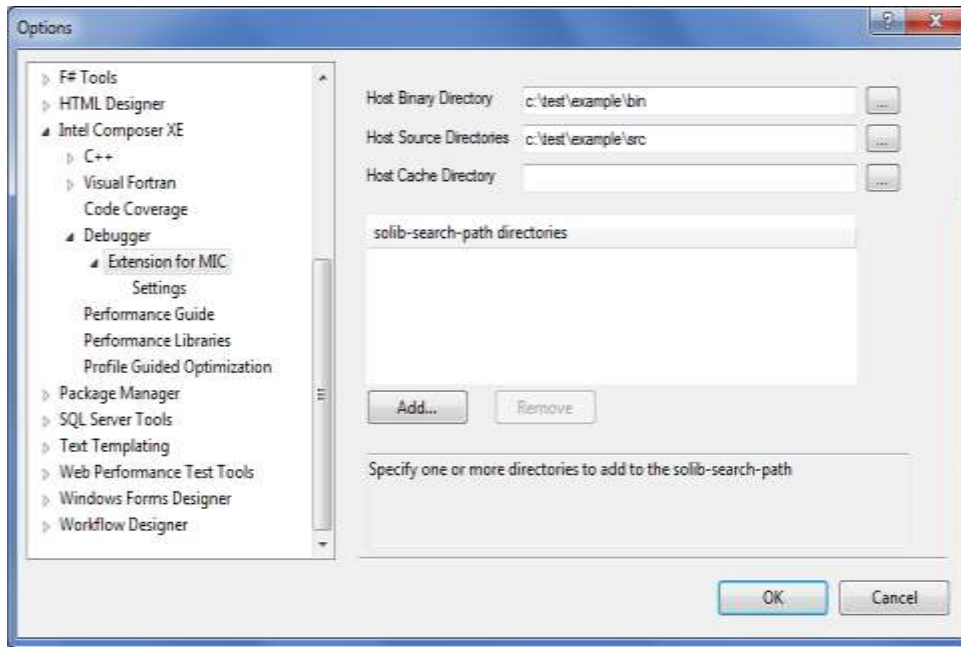 Options
F# Tools
HTML Designer
Intel Composer XE
C++
Visual Fortran
Code Coverage
Debugger
Extension for MIC
Settings
Performance Guide
Performance Libraries
Profile Guided Optimization
Package Manager
SQL Server Tools
Text Templating
Web Performance Test Tools
Windows Forms Designer
Workflow Designer
Host Binary Directory c:\test\example\bin ...
Host Source Directories c:\test\example\src ...
Host Cache Directory ...
solib-search-path directories
Add... Remove
Specify one or more directories to add to the solib-search-path
OK Cancel